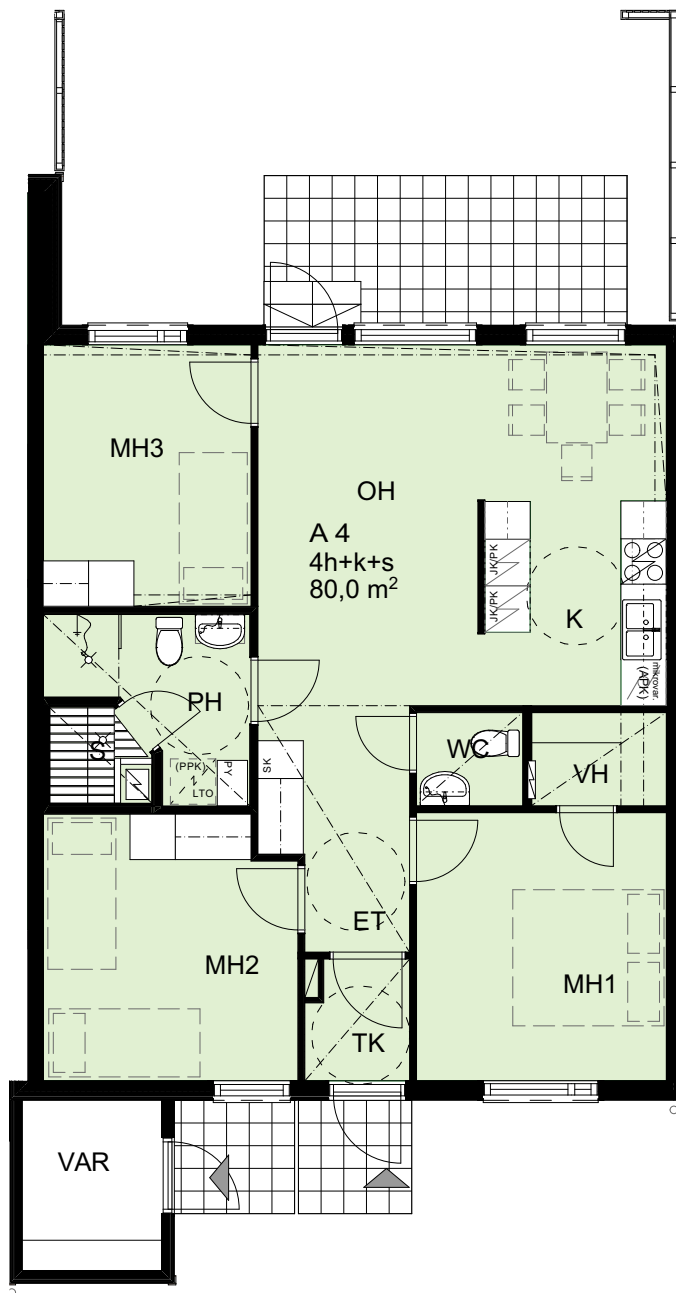 MH3
OH
A 4
4h+k+s
80,0 m²
JK/PK
JK/PK
K
mikrovar.
(APK)
PH
S
(PPK)
LTO
PY
SK
WC
VH
ET
MH2
MH1
TK
VAR